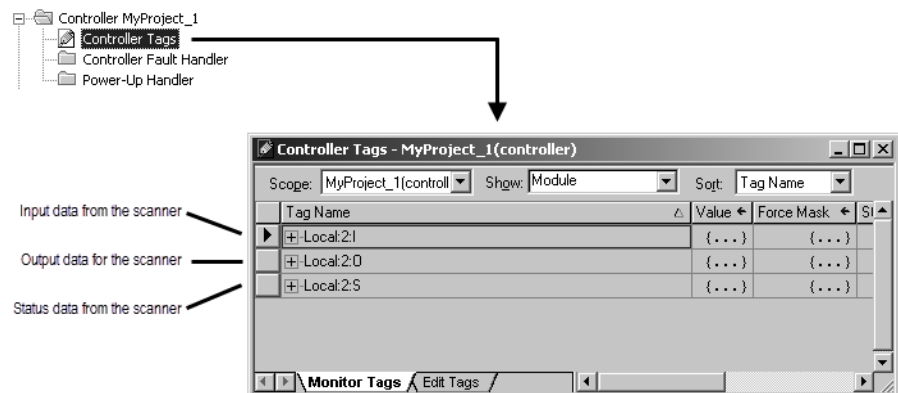 Controller MyProject_1
Controller Tags
Controller Fault Handler
Power-Up Handler
Controller Tags - MyProject_1(controller)
Scope: MyProject_1(controll Show: Module Sort: Tag Name
Tag Name Value Force Mask
Input data from the scanner
Local:2:I {...} {...}
Output data for the scanner
Local:2:O {...} {...}
Status data from the scanner
Local:2:S {...} {...}
Monitor Tags Edit Tags